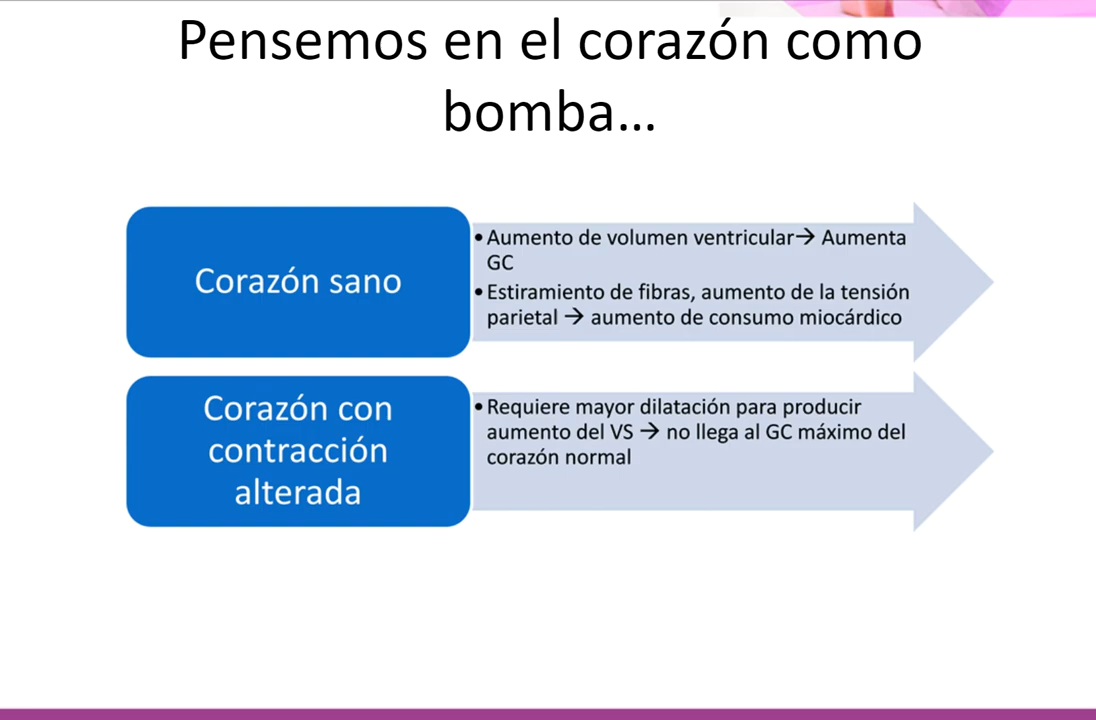 Pensemos en el corazón como
bomba...
Corazón sano
•Aumento de volumen ventricular→ Aumenta
GC
•Estiramiento de fibras, aumento de la tensión
parietal → aumento de consumo miocárdico
Corazón con
contracción
alterada
•Requiere mayor dilatación para producir
aumento del VS → no llega al GC máximo del
corazón normal